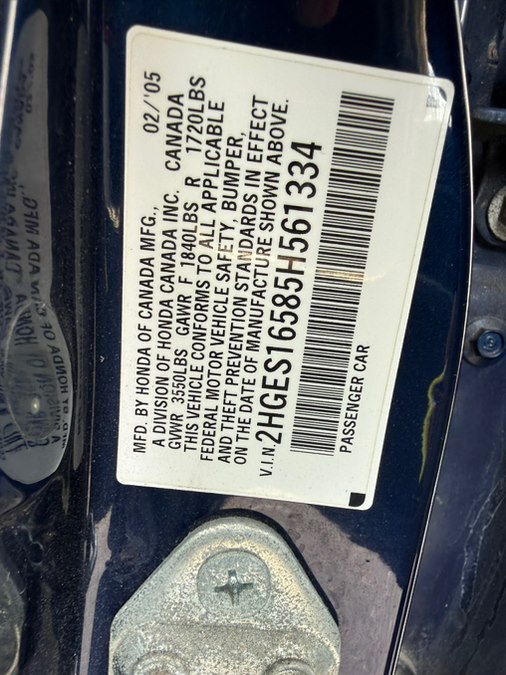 MFD. BY HONDA OF CANADA MFG., 02/'05
A DIVISION OF HONDA CANADA INC. CANADA
GVWR 3550LBS GAWR F 1840LBS R 1720LBS
THIS VEHICLE CONFORMS TO ALL APPLICABLE
FEDERAL MOTOR VEHICLE SAFETY, BUMPER,
AND THEFT PREVENTION STANDARDS IN EFFECT
ON THE DATE OF MANUFACTURE SHOWN ABOVE.
V.I.N. 2HGES16585H561334
PASSENGER CAR